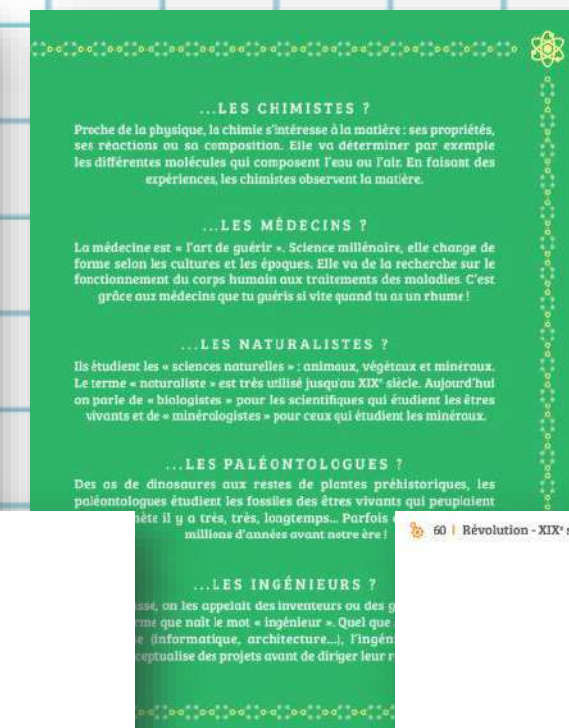 ...LES CHIMISTES ?
Proche de la physique, la chimie s'intéresse à la matière : ses propriétés,
ses réactions ou sa composition. Elle va déterminer par exemple
les différentes molécules qui composent l'eau ou l'air. En faisant des
expériences, les chimistes observent la matière.
...LES MÉDECINS ?
La médecine est « l'art de guérir ». Science millénaire, elle change de
forme selon les cultures et les époques. Elle va de la recherche sur le
fonctionnement du corps humain aux traitements des maladies. C'est
grâce aux médecins que tu guéris si vite quand tu as un rhume !
...LES NATURALISTES ?
Ils étudient les « sciences naturelles » : animaux, végétaux et minéraux.
Le terme « naturaliste » est très utilisé jusqu'au XIXe siècle. Aujourd'hui
on parle de « biologistes » pour les scientifiques qui étudient les êtres
vivants et de « minéralogistes » pour ceux qui étudient les minéraux.
...LES PALÉONTOLOGUES ?
Des os de dinosaures aux restes de plantes préhistoriques, les
paléontologues étudient les fossiles des êtres vivants qui peuplaient
il y a très, très, longtemps... Parfois
millions d'années avant notre ère !
60 | Révolution - XIXe s
...LES INGÉNIEURS ?
on les appelait des inventeurs ou des g
que naît le mot « ingénieur ». Quel que
(informatique, architecture...), l'ingén
ceptualise des projets avant de diriger leur r